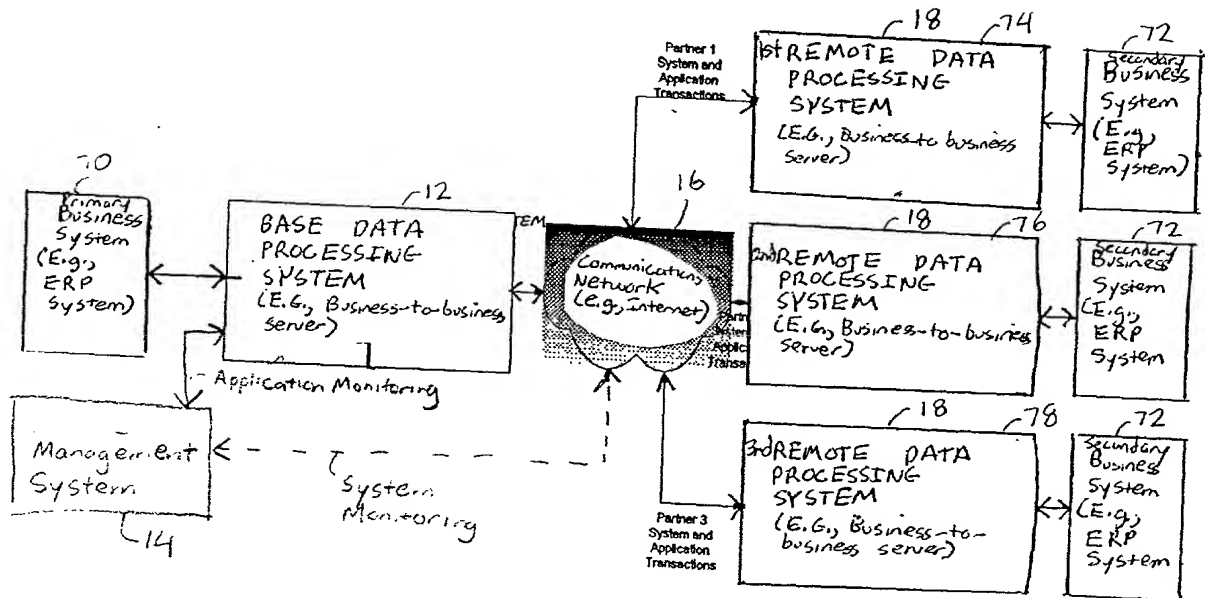 70
Primary
Business
System
(E.g.,
ERP
System)
12
BASE DATA
PROCESSING
SYSTEM
(E.G., Business-to-business
server)
Application Monitoring
Management
System
14
System
Monitoring
TEM
16
Communications
Network
(e.g., Internet)
Partner 1
System and
Application
Transactions
18
74
1st REMOTE DATA
PROCESSING
SYSTEM
(E.G., Business-to business
server)
72
Secondary
Business
System
(E.g,
ERP
System)
18
76
2nd REMOTE DATA
PROCESSING
SYSTEM
(E.G., Business-to-business
server)
72
Secondary
Business
System
(E.g,
ERP
System
Partner 3
System and
Application
Transactions
18
78
3rd REMOTE DATA
PROCESSING
SYSTEM
(E.G., Business-to-
business server)
72
Secondary
Business
System
(E.g,
ERP
System